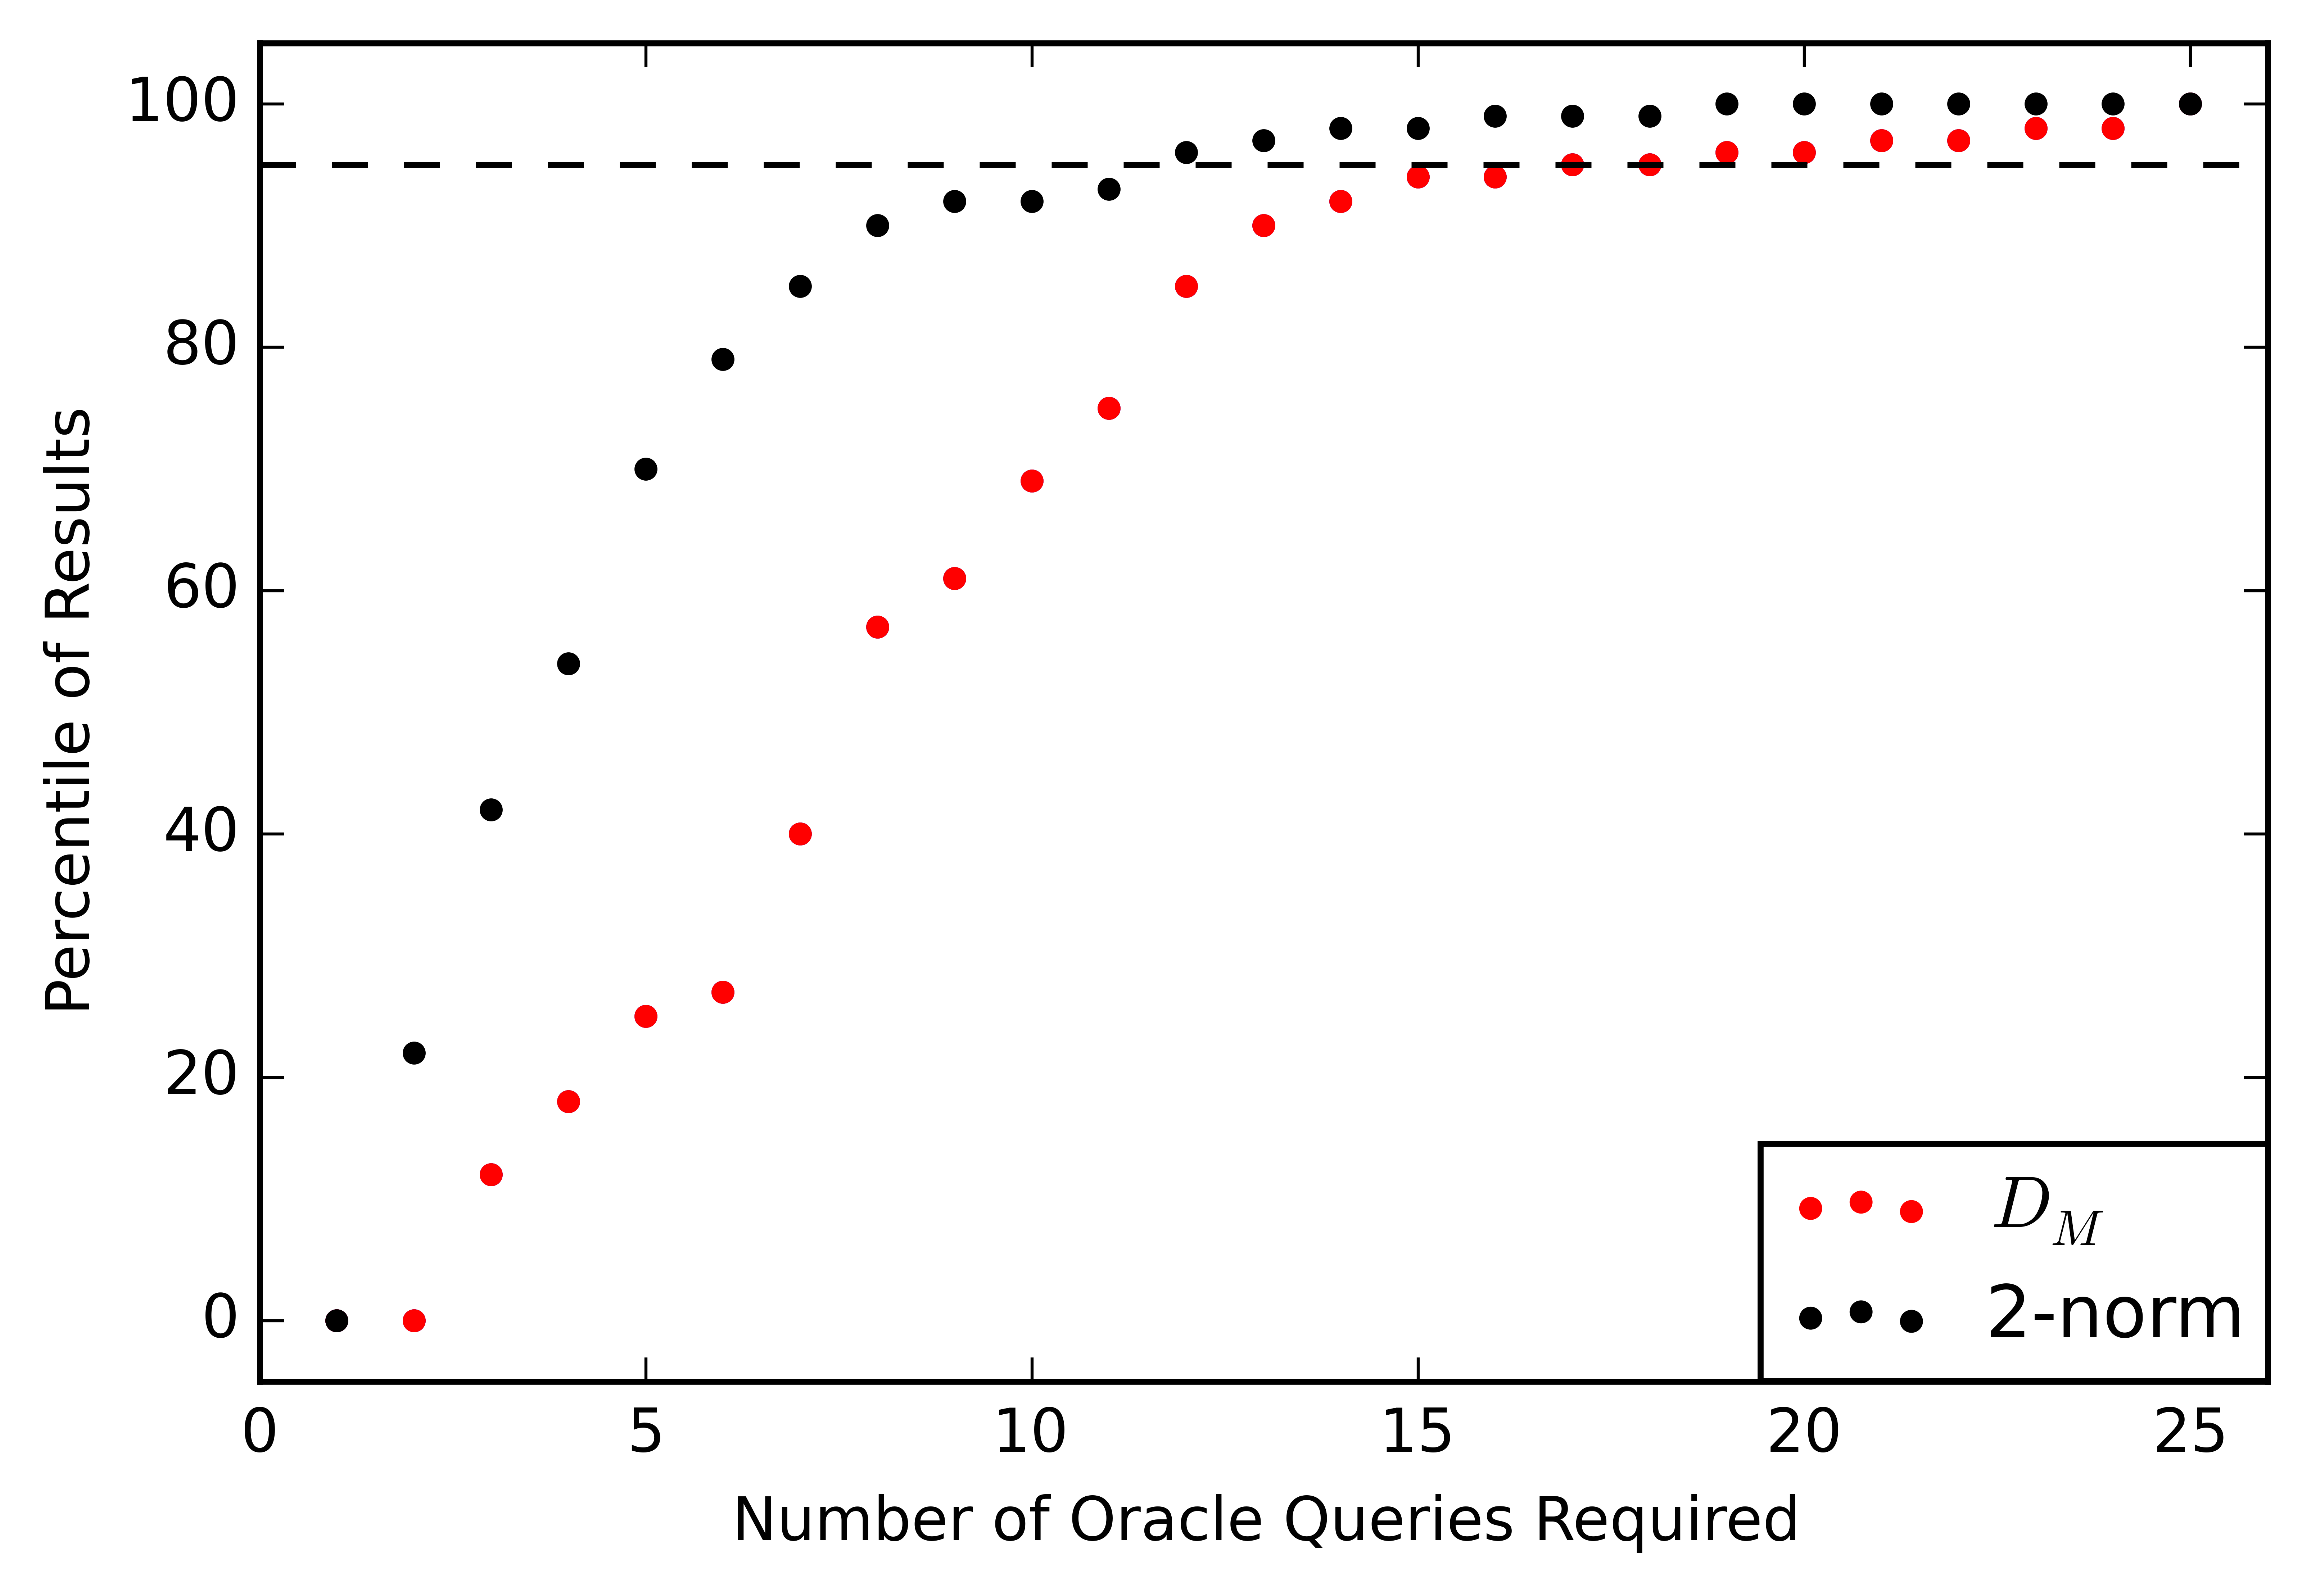 100
80
60
40
20
0
Percentile of Results
0 5 10 15 20 25
Number of Oracle Queries Required
D_M
2-norm